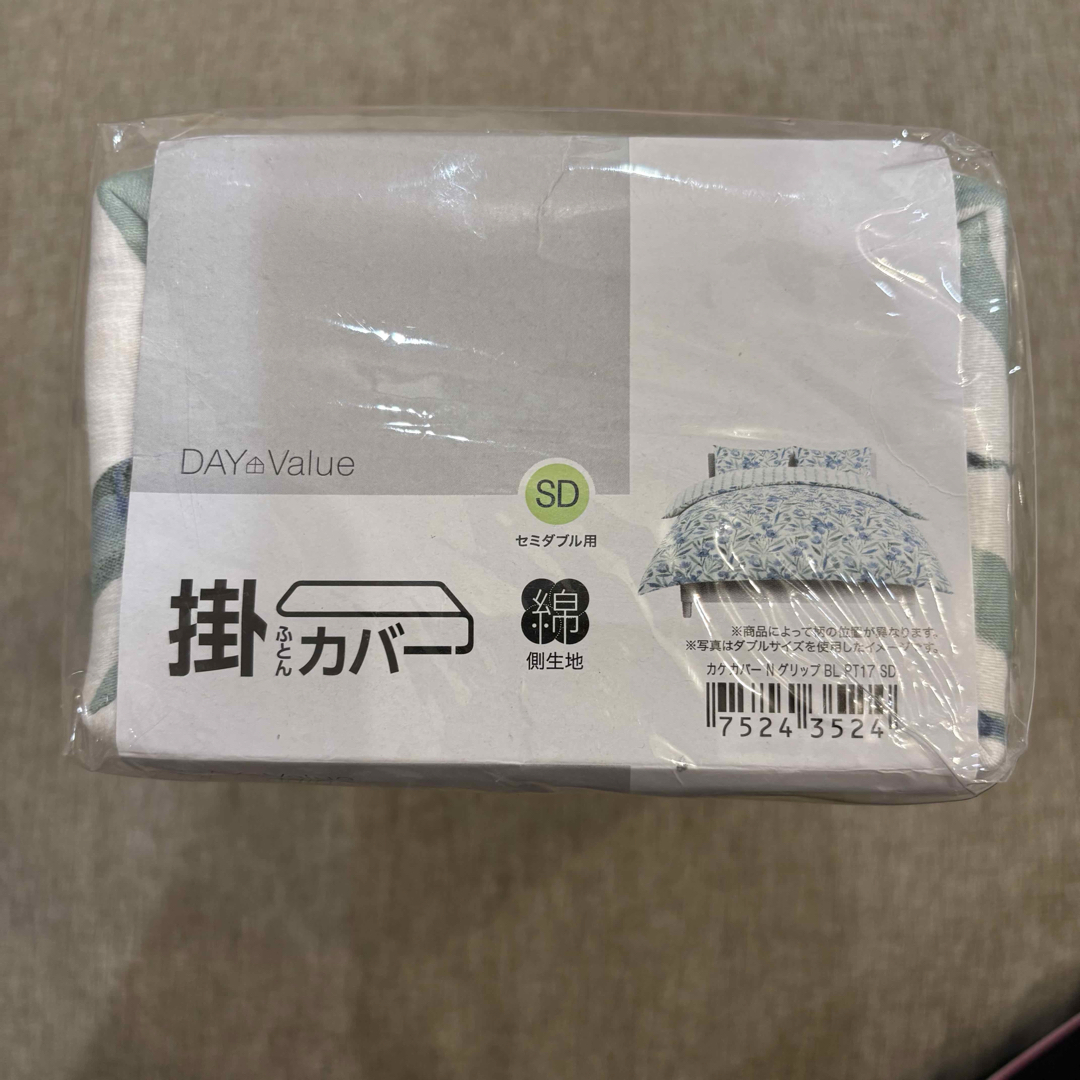 DAY Value
SD
セミダブル用
掛ふとんカバー
綿
側生地
※商品によって柄の位置が異なります。
※写真はダブルサイズを使用したイメージです。
カケカバー N グリップ BL PT17 SD
7524 3524